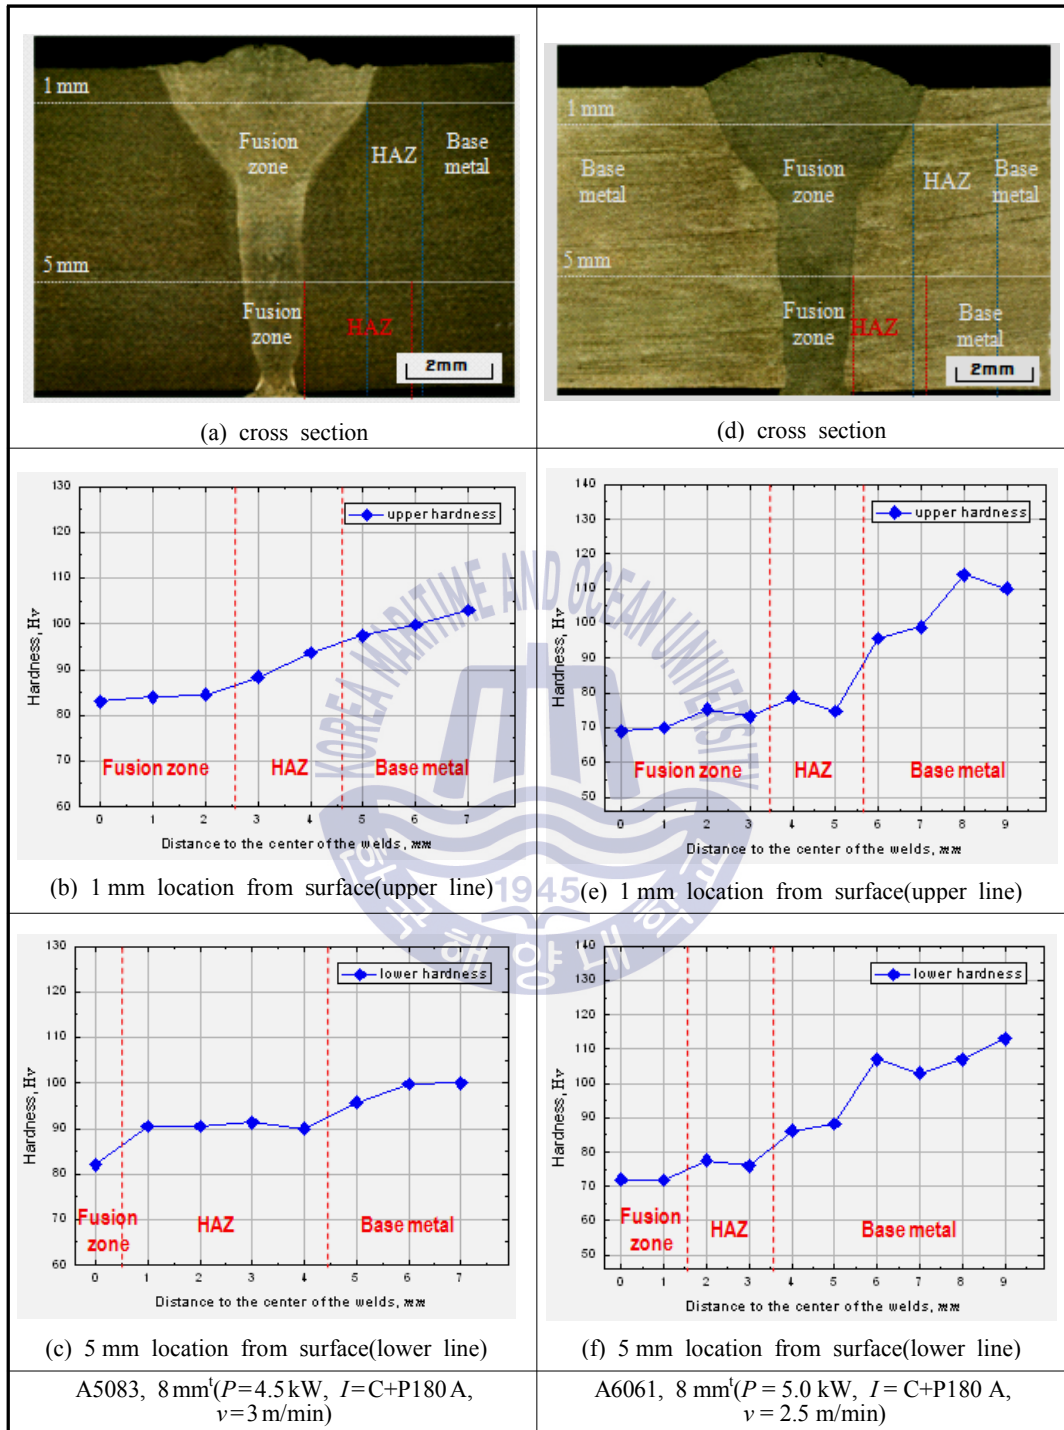 1 mm
Fusion
zone
HAZ
Base
metal
5 mm
Fusion
zone
HAZ
2mm
(a) cross section
1 mm
Base
metal
Fusion
zone
HAZ
Base
metal
5 mm
Fusion
zone
HAZ
Base
metal
2mm
(d) cross section
130
120
110
100
90
80
70
60
Hardness, Hv
upper hardness
Fusion zone
HAZ
Base metal
0 1 2 3 4 5 6 7
Distance to the center of the welds, mm
(b) 1 mm location from surface(upper line)
140
130
120
110
100
90
80
70
60
50
Hardness, Hv
upper hardness
Fusion zone
HAZ
Base metal
0 1 2 3 4 5 6 7 8 9
Distance to the center of the welds, mm
(e) 1 mm location from surface(upper line)
130
120
110
100
90
80
70
60
Hardness, Hv
lower hardness
Fusion
zone
HAZ
Base metal
0 1 2 3 4 5 6 7
Distance to the center of the welds, mm
(c) 5 mm location from surface(lower line)
140
130
120
110
100
90
80
70
60
50
Hardness, Hv
lower hardness
Fusion
zone
HAZ
Base metal
0 1 2 3 4 5 6 7 8 9
Distance to the center of the welds, mm
(f) 5 mm location from surface(lower line)
A5083, 8 mmᵗ(P=4.5 kW, I=C+P180 A,
v=3 m/min)
A6061, 8 mmᵗ(P = 5.0 kW, I = C+P180 A,
v = 2.5 m/min)
KOREA MARITIME AND OCEAN UNIVERSITY
1945
한국해양대학교